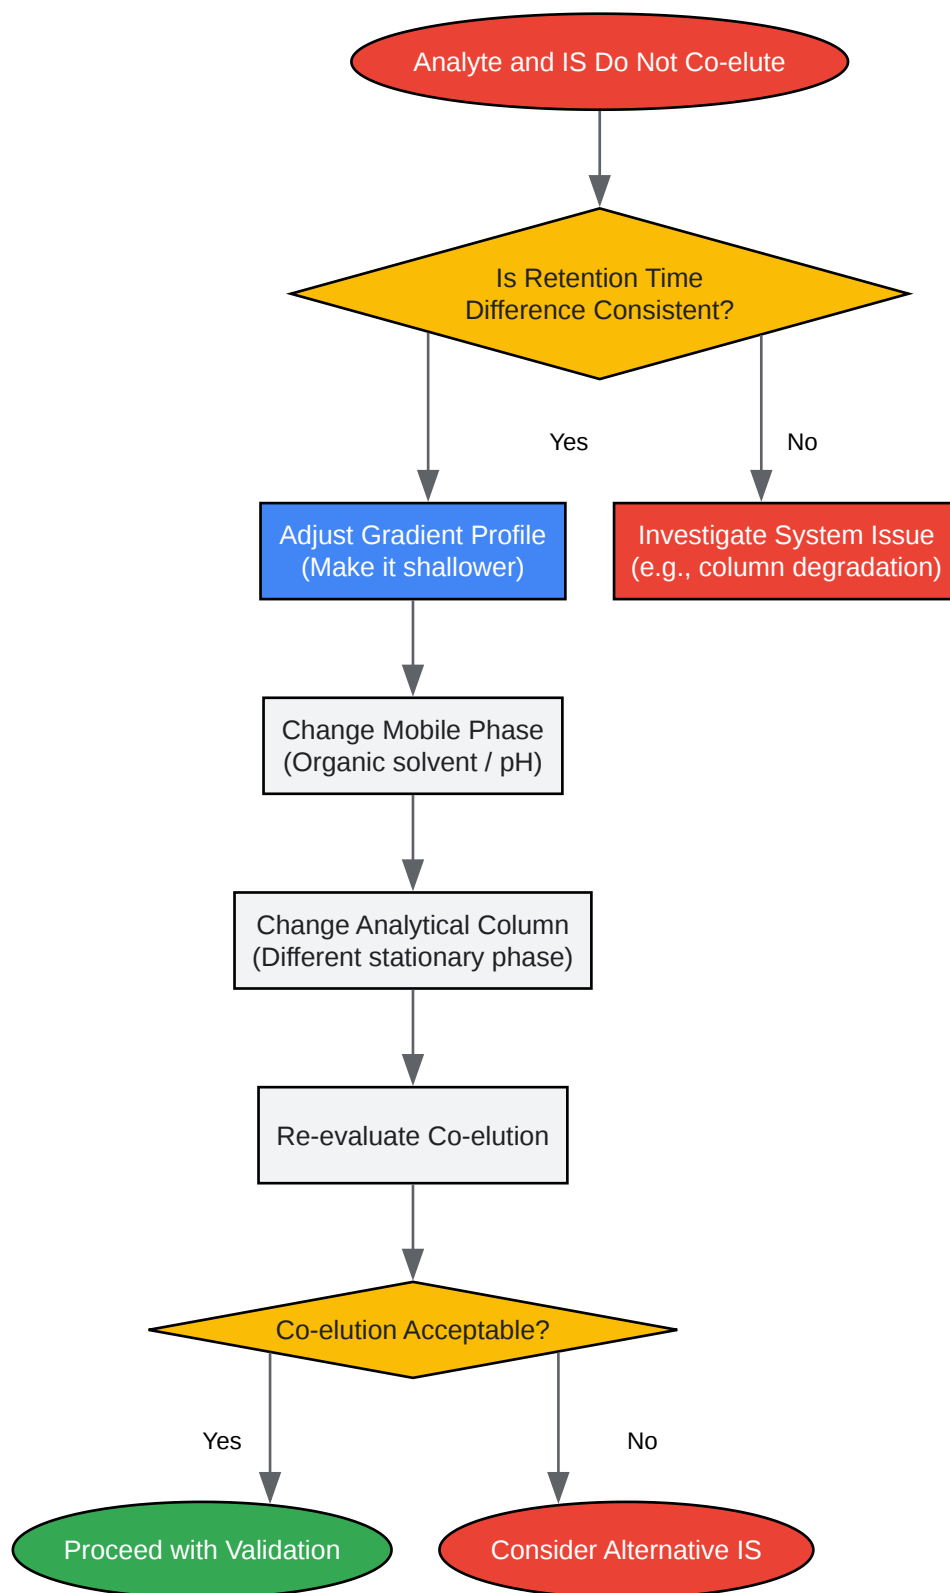 Analyte and IS Do Not Co-elute
Is Retention Time
Difference Consistent?
Yes
No
Adjust Gradient Profile
(Make it shallower)
Investigate System Issue
(e.g., column degradation)
Change Mobile Phase
(Organic solvent / pH)
Change Analytical Column
(Different stationary phase)
Re-evaluate Co-elution
Co-elution Acceptable?
Yes
No
Proceed with Validation
Consider Alternative IS